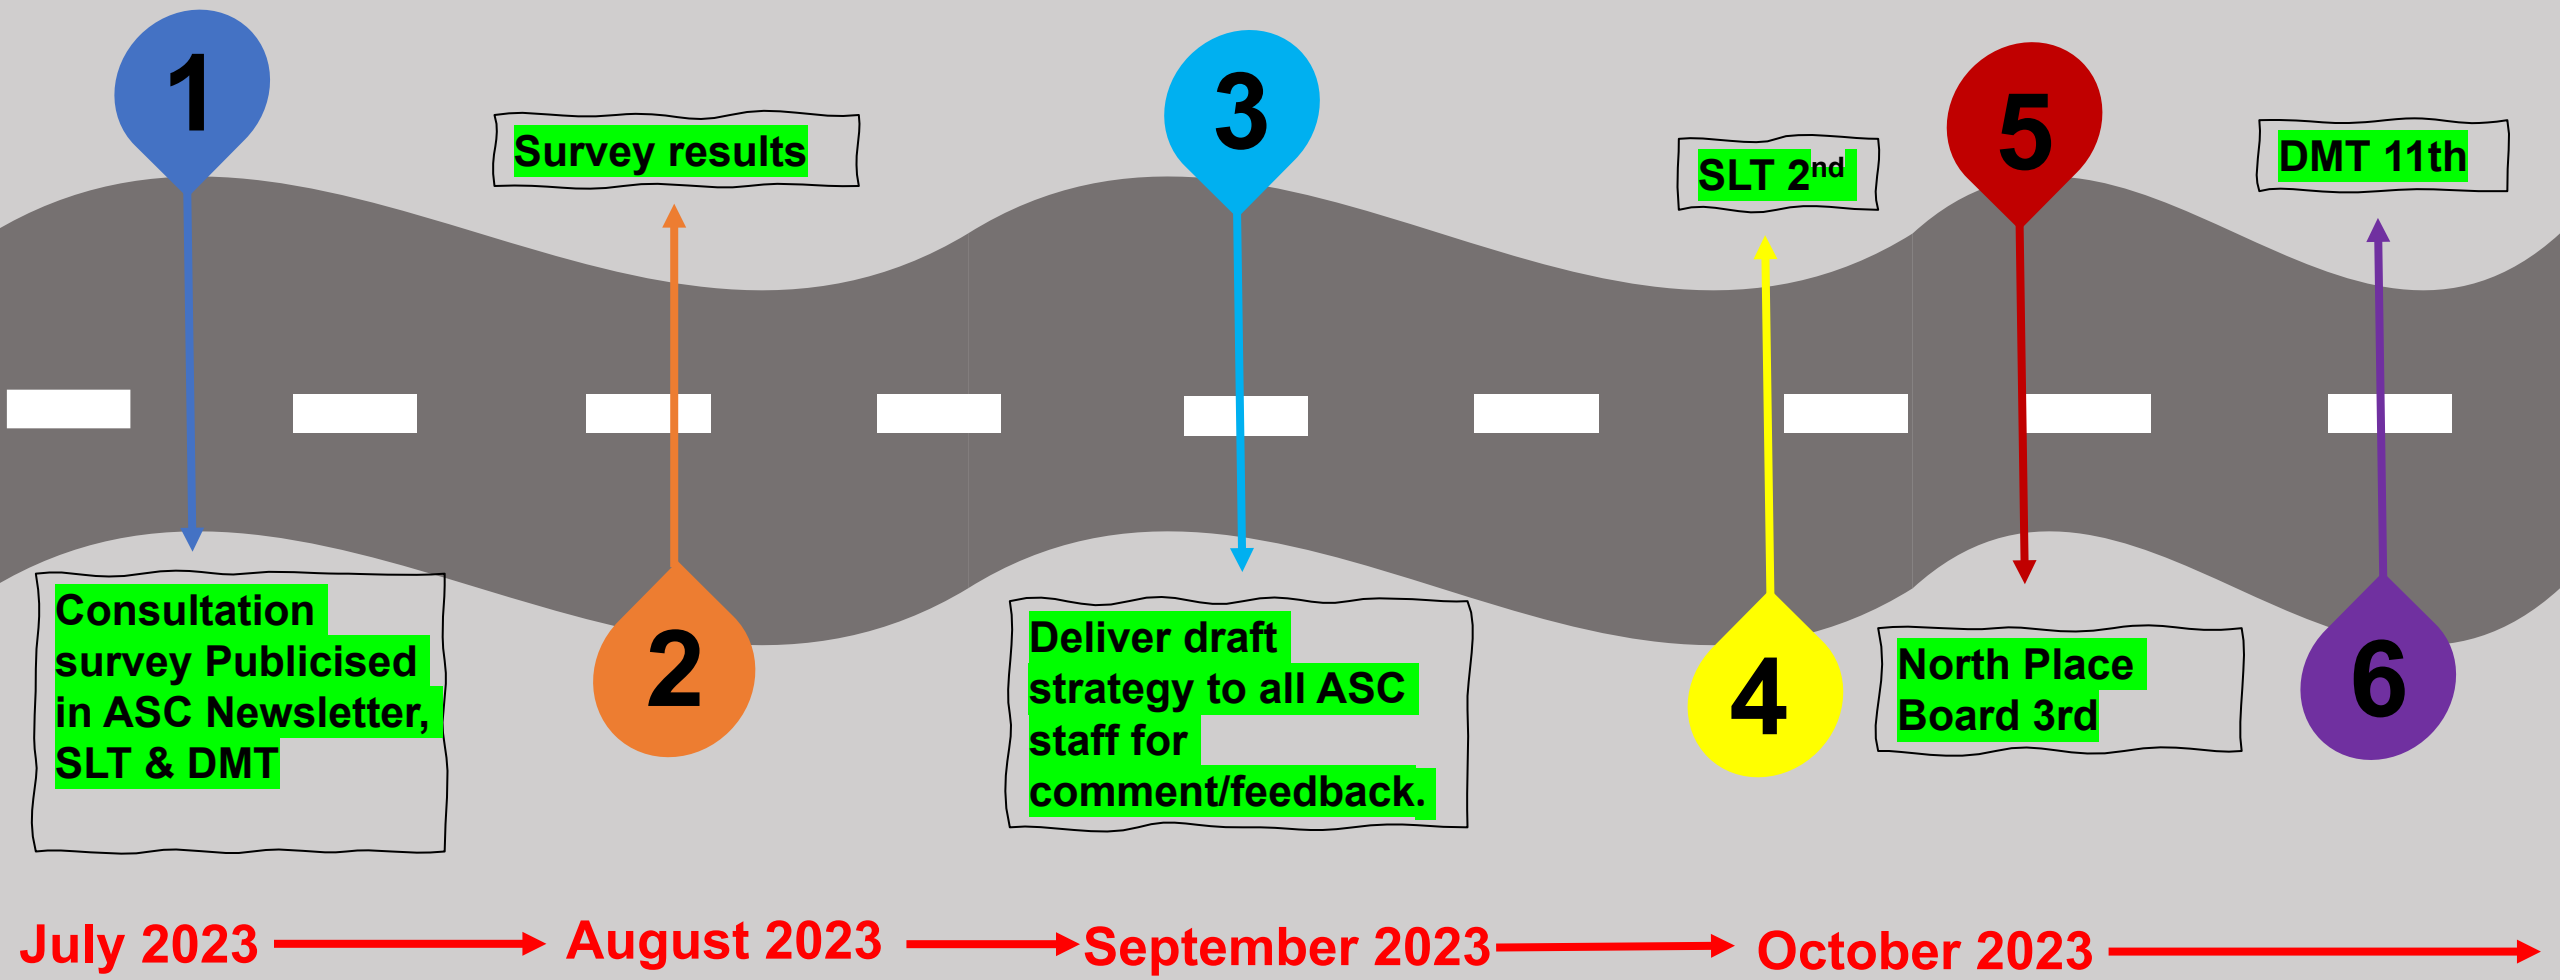 1
Consultation
survey Publicised
in ASC Newsletter,
SLT & DMT
Survey results
2
3
Deliver draft
strategy to all ASC
staff for
comment/feedback.
SLT 2nd
4
5
North Place
Board 3rd
DMT 11th
6
July 2023
August 2023
September 2023
October 2023